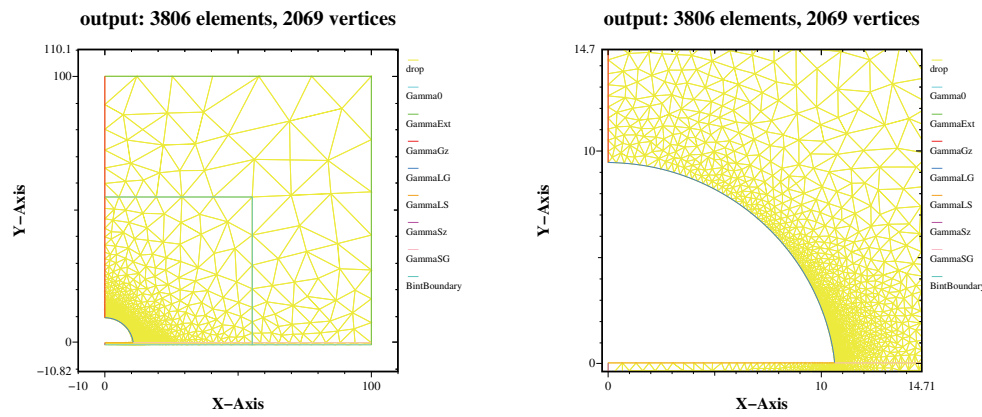 output: 3806 elements, 2069 vertices
110.1
100
0
−10.82
−10
0
100
Y−Axis
X−Axis
drop
Gamma0
GammaExt
GammaGz
GammaLG
GammaLS
GammaSz
GammaSG
BintBoundary
output: 3806 elements, 2069 vertices
14.7
10
0
0
10
14.71
Y−Axis
X−Axis
drop
Gamma0
GammaExt
GammaGz
GammaLG
GammaLS
GammaSz
GammaSG
BintBoundary